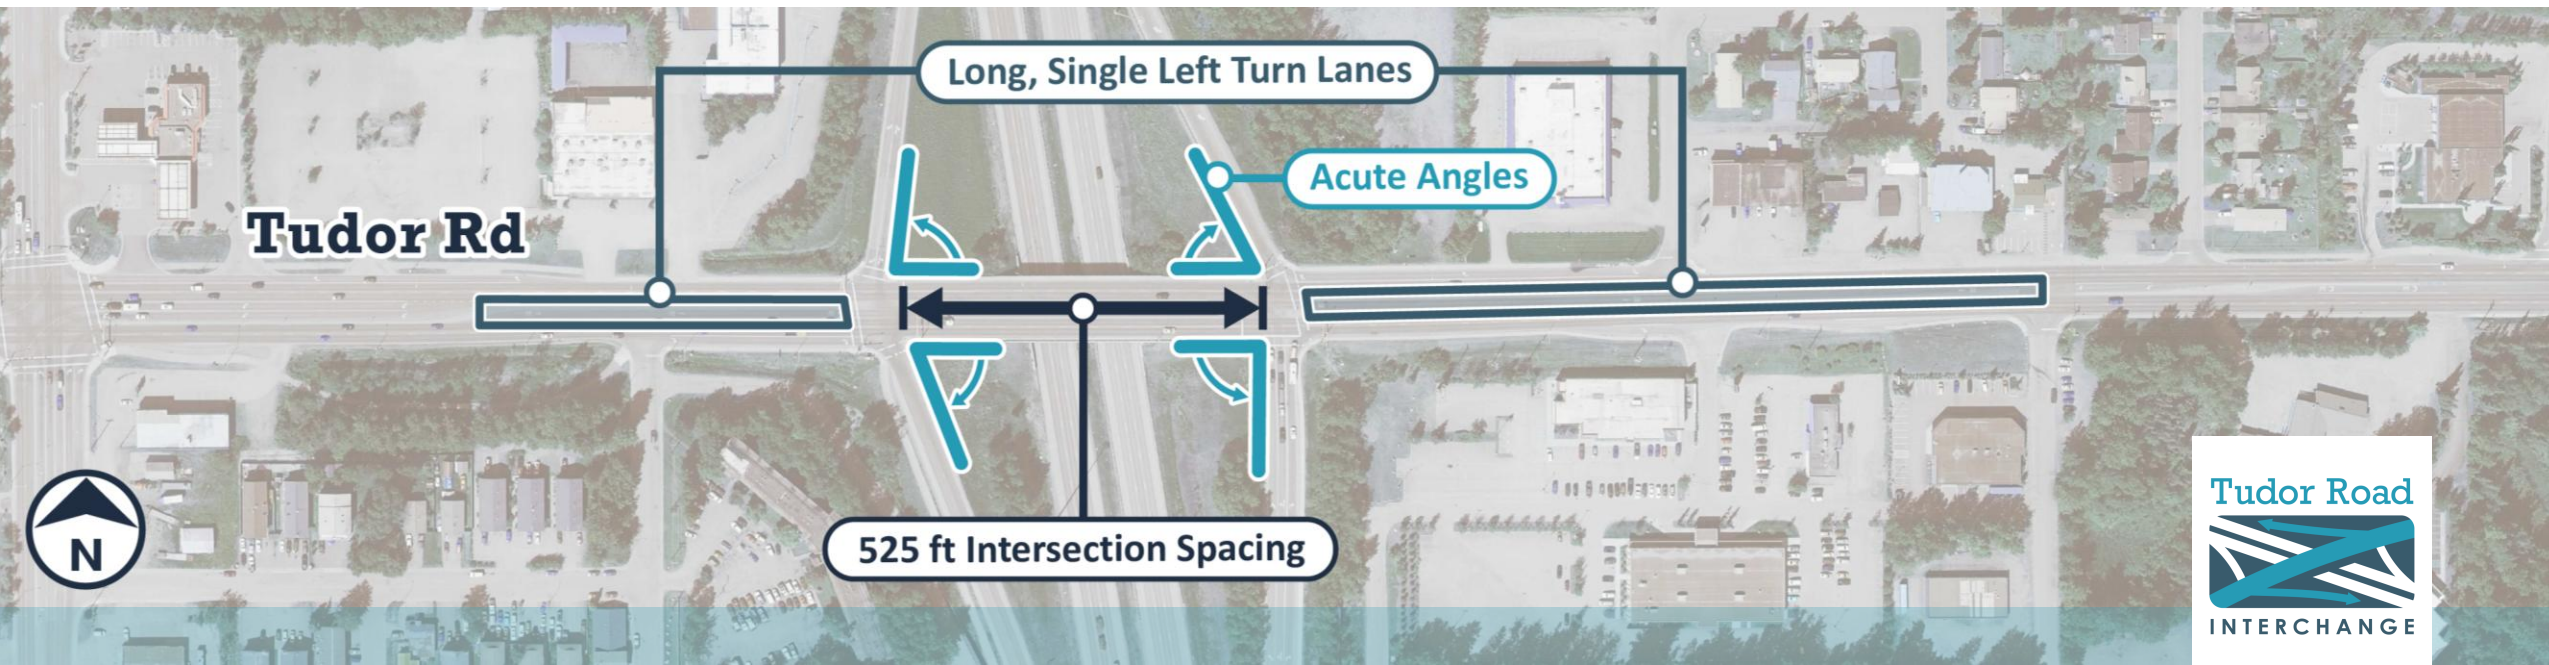 Long, Single Left Turn Lanes
Acute Angles
Tudor Rd
525 ft Intersection Spacing
N
Tudor Road
INTERCHANGE